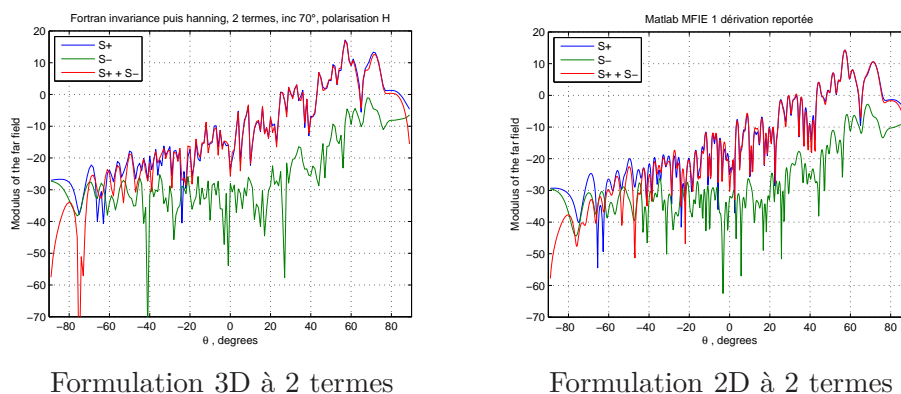 Fortran invariance puis hanning, 2 termes, inc 70°, polarisation H
S+
S−
S+ + S−
Modulus of the far field
20
10
0
−10
−20
−30
−40
−50
−60
−70
−80 −60 −40 −20 0 20 40 60 80
θ , degrees
Formulation 3D à 2 termes
Matlab MFIE 1 dérivation reportée
S+
S−
S+ + S−
Modulus of the far field
20
10
0
−10
−20
−30
−40
−50
−60
−70
−80 −60 −40 −20 0 20 40 60 80
θ , degrees
Formulation 2D à 2 termes